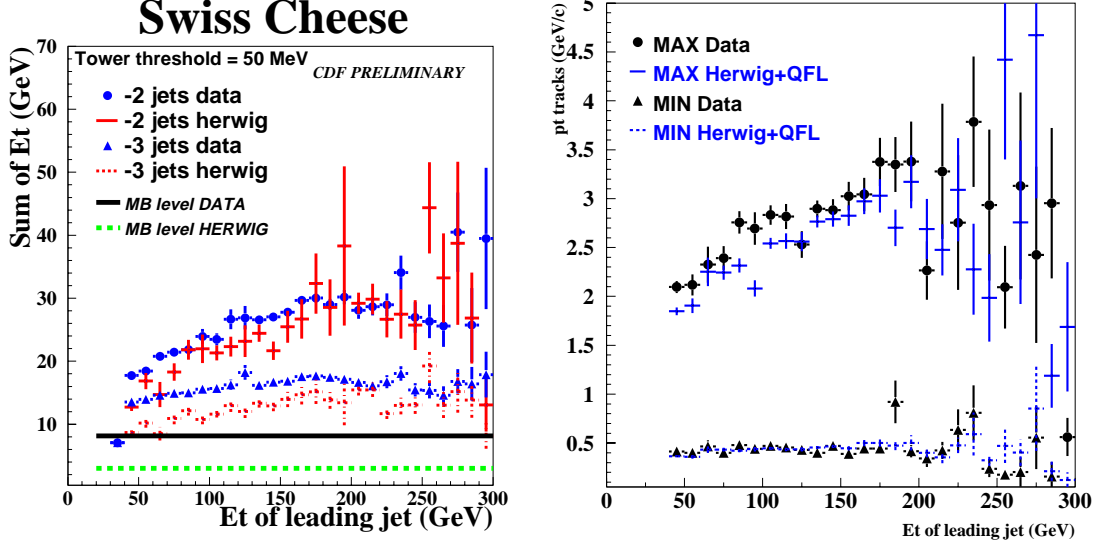 Swiss Cheese
Tower threshold = 50 MeV
CDF PRELIMINARY
-2 jets data
-2 jets herwig
-3 jets data
-3 jets herwig
MB level DATA
MB level HERWIG
Sum of Et (GeV)
70
60
50
40
30
20
10
0
0 50 100 150 200 250 300
Et of leading jet (GeV)
MAX Data
MAX Herwig+QFL
MIN Data
MIN Herwig+QFL
pt tracks (GeV/c)
5
4.5
4
3.5
3
2.5
2
1.5
1
0.5
50 100 150 200 250 300
Et of leading jet (GeV)